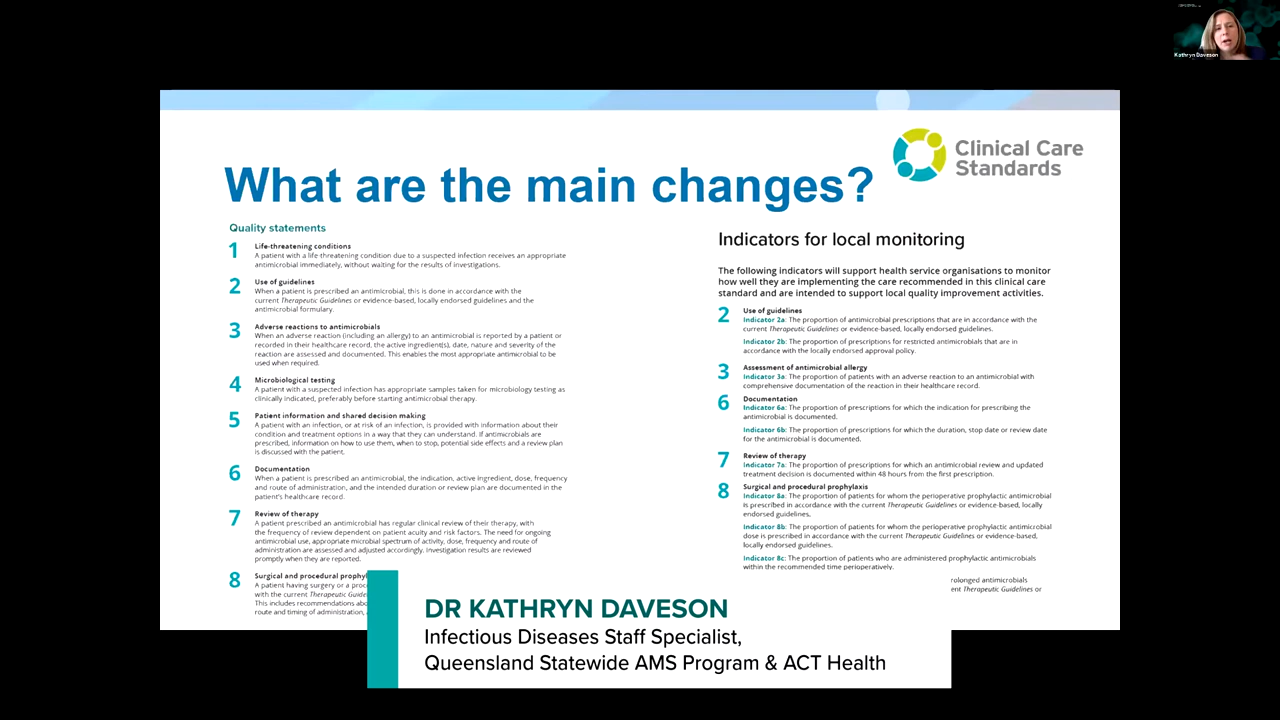 Kathryn Daveson
Clinical Care
Standards
What are the main changes?
Quality statements
1 Life-threatening conditions
A patient with a life-threatening condition due to a suspected infection receives an appropriate
antimicrobial immediately, without waiting for the results of investigations.
2 Use of guidelines
When a patient is prescribed an antimicrobial, this is done in accordance with the
current Therapeutic Guidelines or evidence-based, locally endorsed guidelines and the
antimicrobial formulary.
3 Adverse reactions to antimicrobials
When an adverse reaction (including an allergy) to an antimicrobial is reported by a patient or
recorded in their healthcare record, the active ingredient(s), date, nature and severity of the
reaction are assessed and documented. This enables the most appropriate antimicrobial to be
used when required.
4 Microbiological testing
A patient with a suspected infection has appropriate samples taken for microbiology testing as
clinically indicated, preferably before starting antimicrobial therapy.
5 Patient information and shared decision making
A patient with an infection, or at risk of an infection, is provided with information about their
condition and treatment options in a way that they can understand. If antimicrobials are
prescribed, information on how to use them, when to stop, potential side effects and a review plan
is discussed with the patient.
6 Documentation
When a patient is prescribed an antimicrobial, the indication, active ingredient, dose, frequency
and route of administration, and the intended duration or review plan are documented in the
patient's healthcare record.
7 Review of therapy
A patient prescribed an antimicrobial has regular clinical review of their therapy, with
the frequency of review dependent on patient acuity and risk factors. The need for ongoing
antimicrobial use, appropriate microbial spectrum of activity, dose, frequency and route of
administration are assessed and adjusted accordingly. Investigation results are reviewed
promptly when they are reported.
8 Surgical and procedural prophyl
A patient having surgery or a proc
with the current Therapeutic Guide
This includes recommendations abo
route and timing of administration,
Indicators for local monitoring
The following indicators will support health service organisations to monitor
how well they are implementing the care recommended in this clinical care
standard and are intended to support local quality improvement activities.
2 Use of guidelines
Indicator 2a: The proportion of antimicrobial prescriptions that are in accordance with the
current Therapeutic Guidelines or evidence-based, locally endorsed guidelines.
Indicator 2b: The proportion of prescriptions for restricted antimicrobials that are in
accordance with the locally endorsed approval policy.
3 Assessment of antimicrobial allergy
Indicator 3a: The proportion of patients with an adverse reaction to an antimicrobial with
comprehensive documentation of the reaction in their healthcare record.
6 Documentation
Indicator 6a: The proportion of prescriptions for which the indication for prescribing the
antimicrobial is documented.
Indicator 6b: The proportion of prescriptions for which the duration, stop date or review date
for the antimicrobial is documented.
7 Review of therapy
Indicator 7a: The proportion of prescriptions for which an antimicrobial review and updated
treatment decision is documented within 48 hours from the first prescription.
8 Surgical and procedural prophylaxis
Indicator 8a: The proportion of patients for whom the perioperative prophylactic antimicrobial
is prescribed in accordance with the current Therapeutic Guidelines or evidence-based, locally
endorsed guidelines.
Indicator 8b: The proportion of patients for whom the perioperative prophylactic antimicrobial
dose is prescribed in accordance with the current Therapeutic Guidelines or evidence-based,
locally endorsed guidelines.
Indicator 8c: The proportion of patients who are administered prophylactic antimicrobials
within the recommended time perioperatively.
rolonged antimicrobials
ent Therapeutic Guidelines or
DR KATHRYN DAVESON
Infectious Diseases Staff Specialist,
Queensland Statewide AMS Program & ACT Health